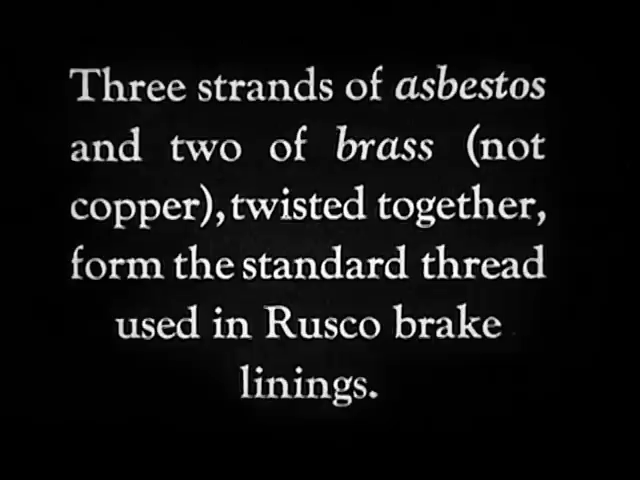 Three strands of asbestos
and two of brass (not
copper), twisted together,
form the standard thread
used in Rusco brake
linings.